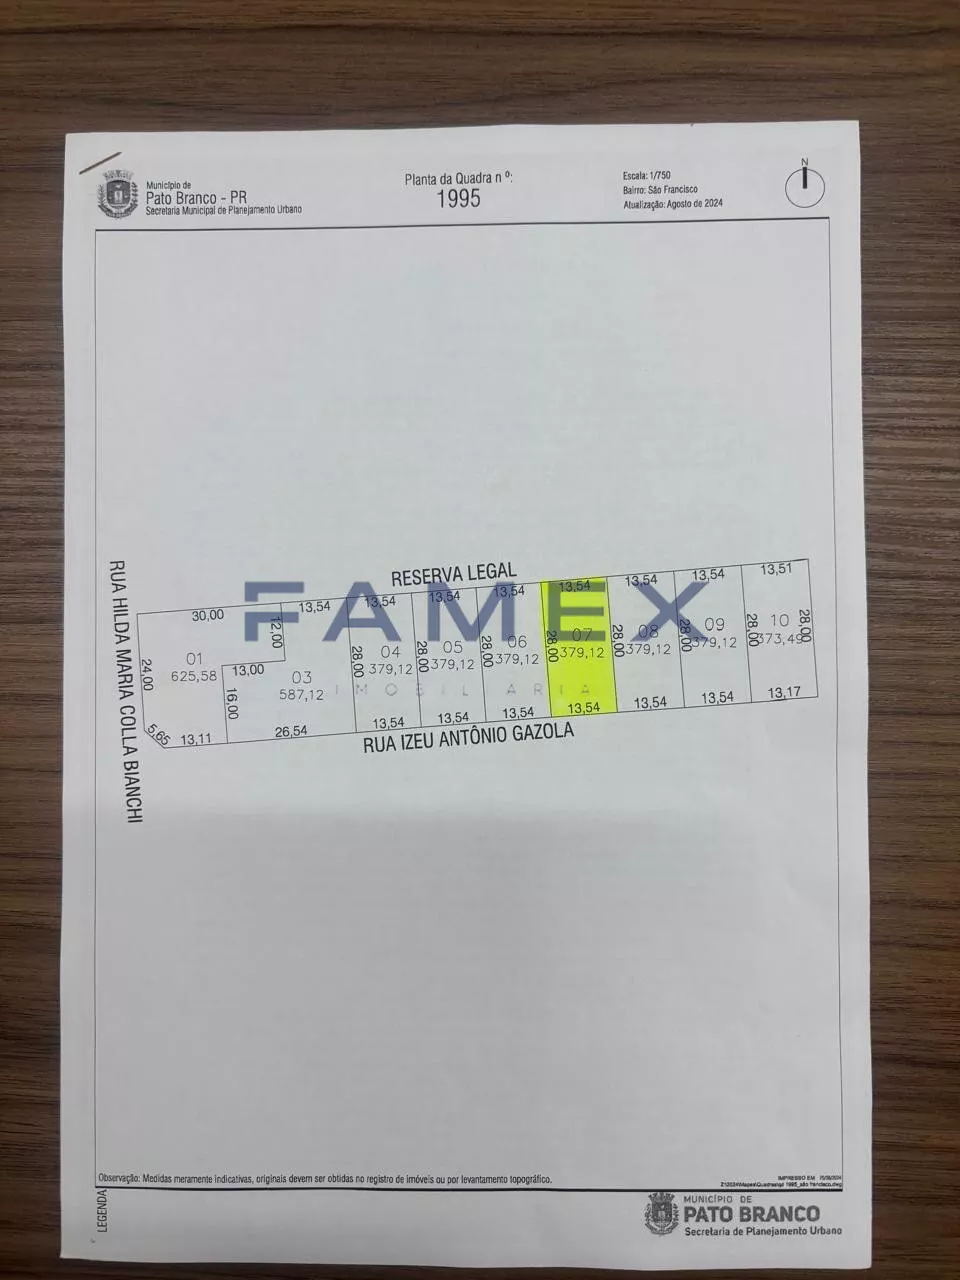 Município de
Pato Branco - PR
Secretaria Municipal de Planejamento Urbano
Planta da Quadra n º:
1995
Escala: 1/750
Bairro: São Francisco
Atualização: Agosto de 2024
N
RUA HILDA MARIA COLLA BIANCHI
RESERVA LEGAL
30,00
13,54
13,54
13,54
13,54
13,54
13,54
13,54
13,51
24,00
01
625,58
12,00
13,00
16,00
03
587,12
28,00
04
379,12
28,00
05
379,12
28,00
06
379,12
28,00
07
379,12
28,00
08
379,12
28,00
09
379,12
28,00
10
373,49
28,00
5,65
13,11
26,54
13,54
13,54
13,54
13,54
13,54
13,54
13,17
RUA IZEU ANTÔNIO GAZOLA
FAMEX
IMOBILIARIA
Observação: Medidas meramente indicativas, originais devem ser obtidas no registro de imóveis ou por levantamento topográfico.
IMPRESSO EM
LEGENDA
MUNICÍPIO DE
PATO BRANCO
Secretaria de Planejamento Urbano